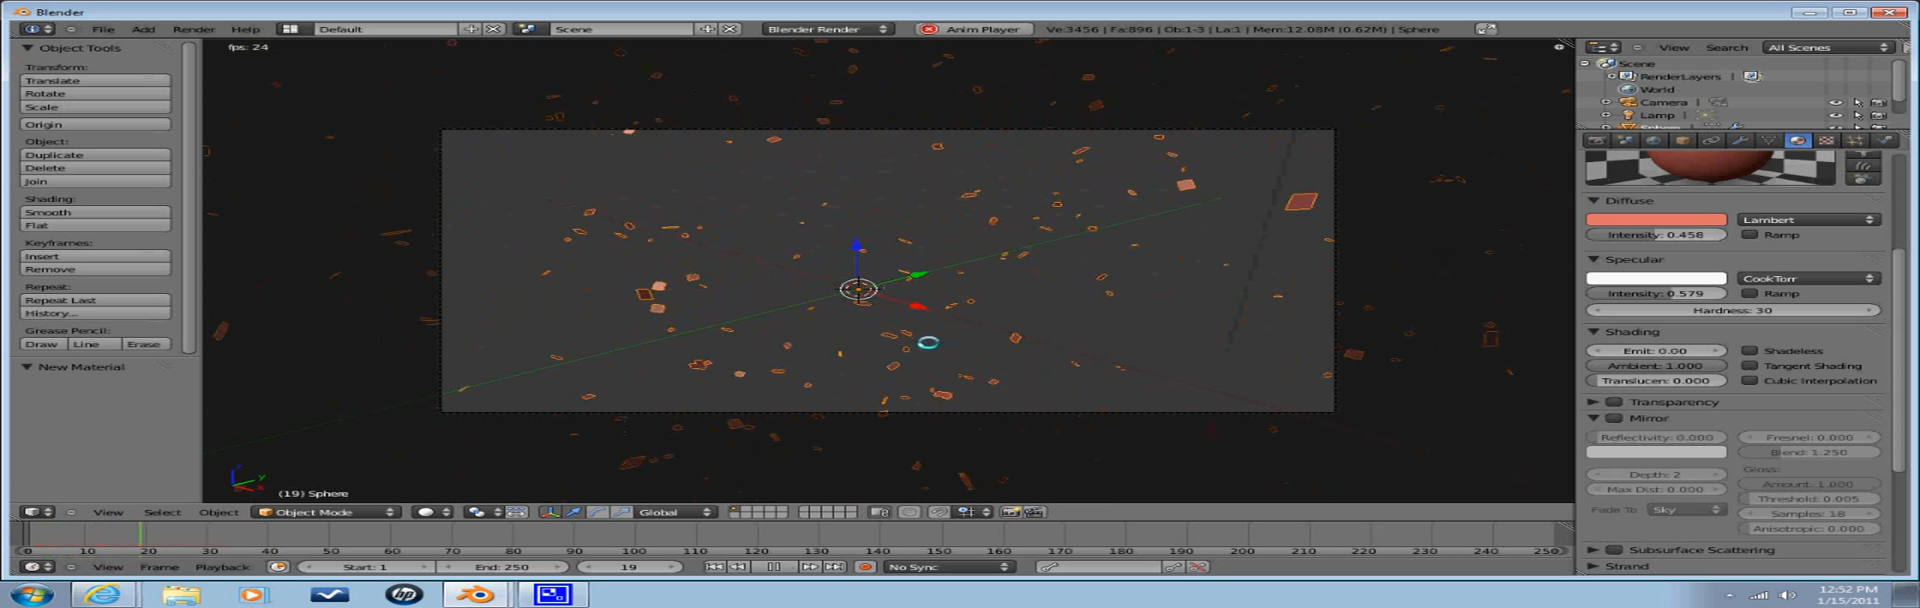 Blender
File Add Render Help Default Scene Blender Render Anim Player Ve:3456 | Fa:896 | Ob:1-3 | La:1 | Mem:12.08M (0.62M) | Sphere
Object Tools
Transform:
Translate
Rotate
Scale
Origin
Object:
Duplicate
Delete
Join
Shading:
Smooth
Flat
Keyframes:
Insert
Remove
Repeat:
Repeat Last
History...
Grease Pencil:
Draw Line Erase
New Material
fps: 24
z
y
x
(19) Sphere
View Select Object Object Mode Global
0 10 20 30 40 50 60 70 80 90 100 110 120 130 140 150 160 170 180 190 200 210 220 230 240 250
View Frame Playback Start: 1 End: 250 19 No Sync
View Search All Scenes
Scene
RenderLayers |
World
Camera |
Lamp |
Sphere
Diffuse
Lambert
Intensity: 0.458 Ramp
Specular
CookTorr
Intensity: 0.579 Ramp
Hardness: 30
Shading
Emit: 0.00 Shadeless
Ambient: 1.000 Tangent Shading
Translucen: 0.000 Cubic Interpolation
Transparency
Mirror
Reflectivity: 0.000 Fresnel: 0.000
Blend: 1.250
Depth: 2 Gloss:
Max Dist: 0.000 Amount: 1.000
Threshold: 0.005
Fade To: Sky Samples: 18
Anisotropic: 0.000
Subsurface Scattering
Strand
hp
12:52 PM
1/15/2011